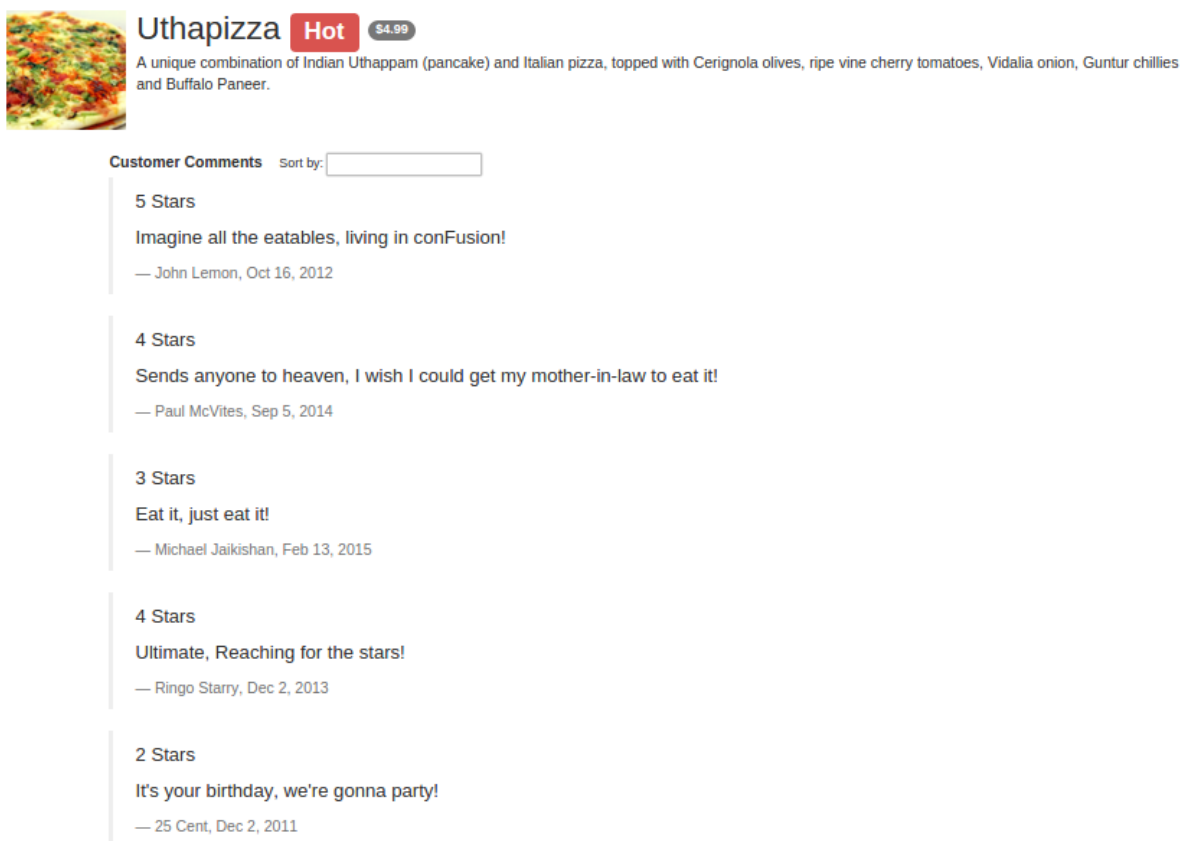 Uthapizza Hot $4.99
A unique combination of Indian Uthappam (pancake) and Italian pizza, topped with Cerignola olives, ripe vine cherry tomatoes, Vidalia onion, Guntur chillies
and Buffalo Paneer.
Customer Comments Sort by:
5 Stars
Imagine all the eatables, living in conFusion!
— John Lemon, Oct 16, 2012
4 Stars
Sends anyone to heaven, I wish I could get my mother-in-law to eat it!
— Paul McVites, Sep 5, 2014
3 Stars
Eat it, just eat it!
— Michael Jaikishan, Feb 13, 2015
4 Stars
Ultimate, Reaching for the stars!
— Ringo Starry, Dec 2, 2013
2 Stars
It's your birthday, we're gonna party!
— 25 Cent, Dec 2, 2011